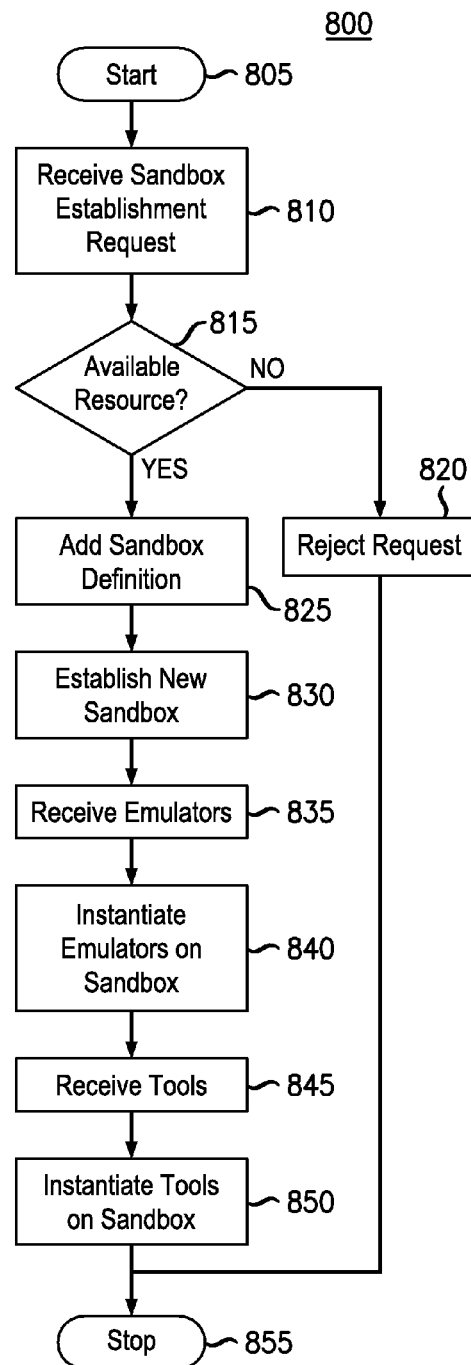 800
Start
805
Receive Sandbox
Establishment
Request
810
815
Available
Resource?
NO
YES
820
Reject Request
Add Sandbox
Definition
825
Establish New
Sandbox
830
Receive Emulators
835
Instantiate
Emulators on
Sandbox
840
Receive Tools
845
Instantiate Tools
on Sandbox
850
Stop
855